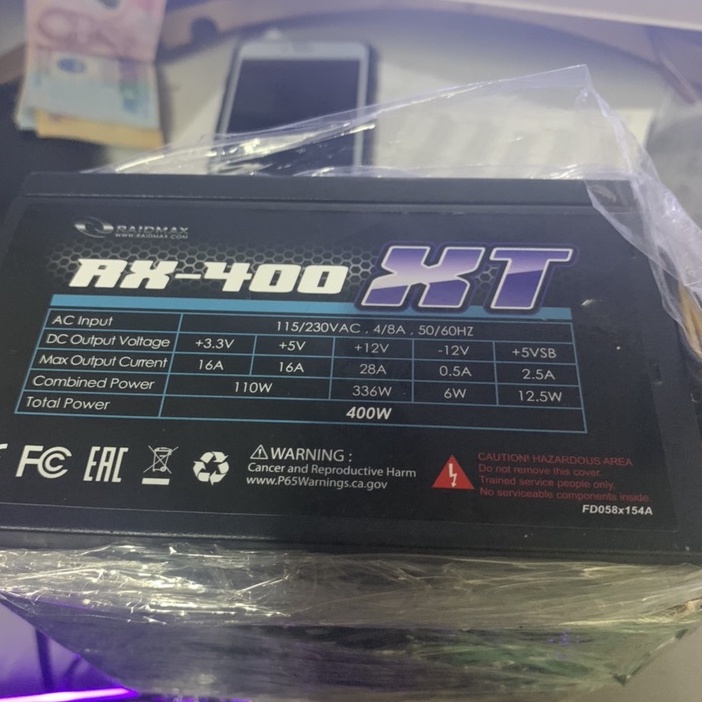 RAIDMAX
WWW.RAIDMAX.COM
RX-400 XT
AC Input 115/230VAC , 4/8A , 50/60HZ
DC Output Voltage +3.3V +5V +12V -12V +5VSB
Max Output Current 16A 16A 28A 0.5A 2.5A
Combined Power 110W 336W 6W 12.5W
Total Power 400W
FC EAC
WARNING :
Cancer and Reproductive Harm
www.P65Warnings.ca.gov
CAUTION! HAZARDOUS AREA
Do not remove this cover.
Trained service people only.
No serviceable components inside.
FD058x154A